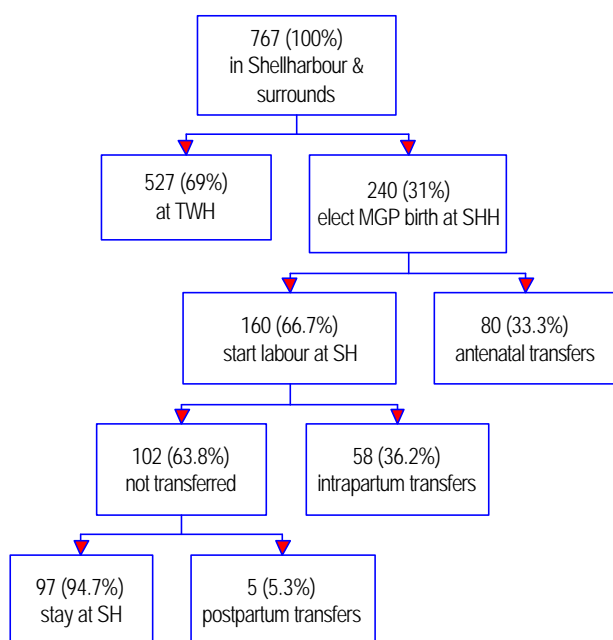 767 (100%)
in Shellharbour &
surrounds
527 (69%)
at TWH
240 (31%)
elect MGP birth at SHH
160 (66.7%)
start labour at SH
80 (33.3%)
antenatal transfers
102 (63.8%)
not transferred
58 (36.2%)
intrapartum transfers
97 (94.7%)
stay at SH
5 (5.3%)
postpartum transfers